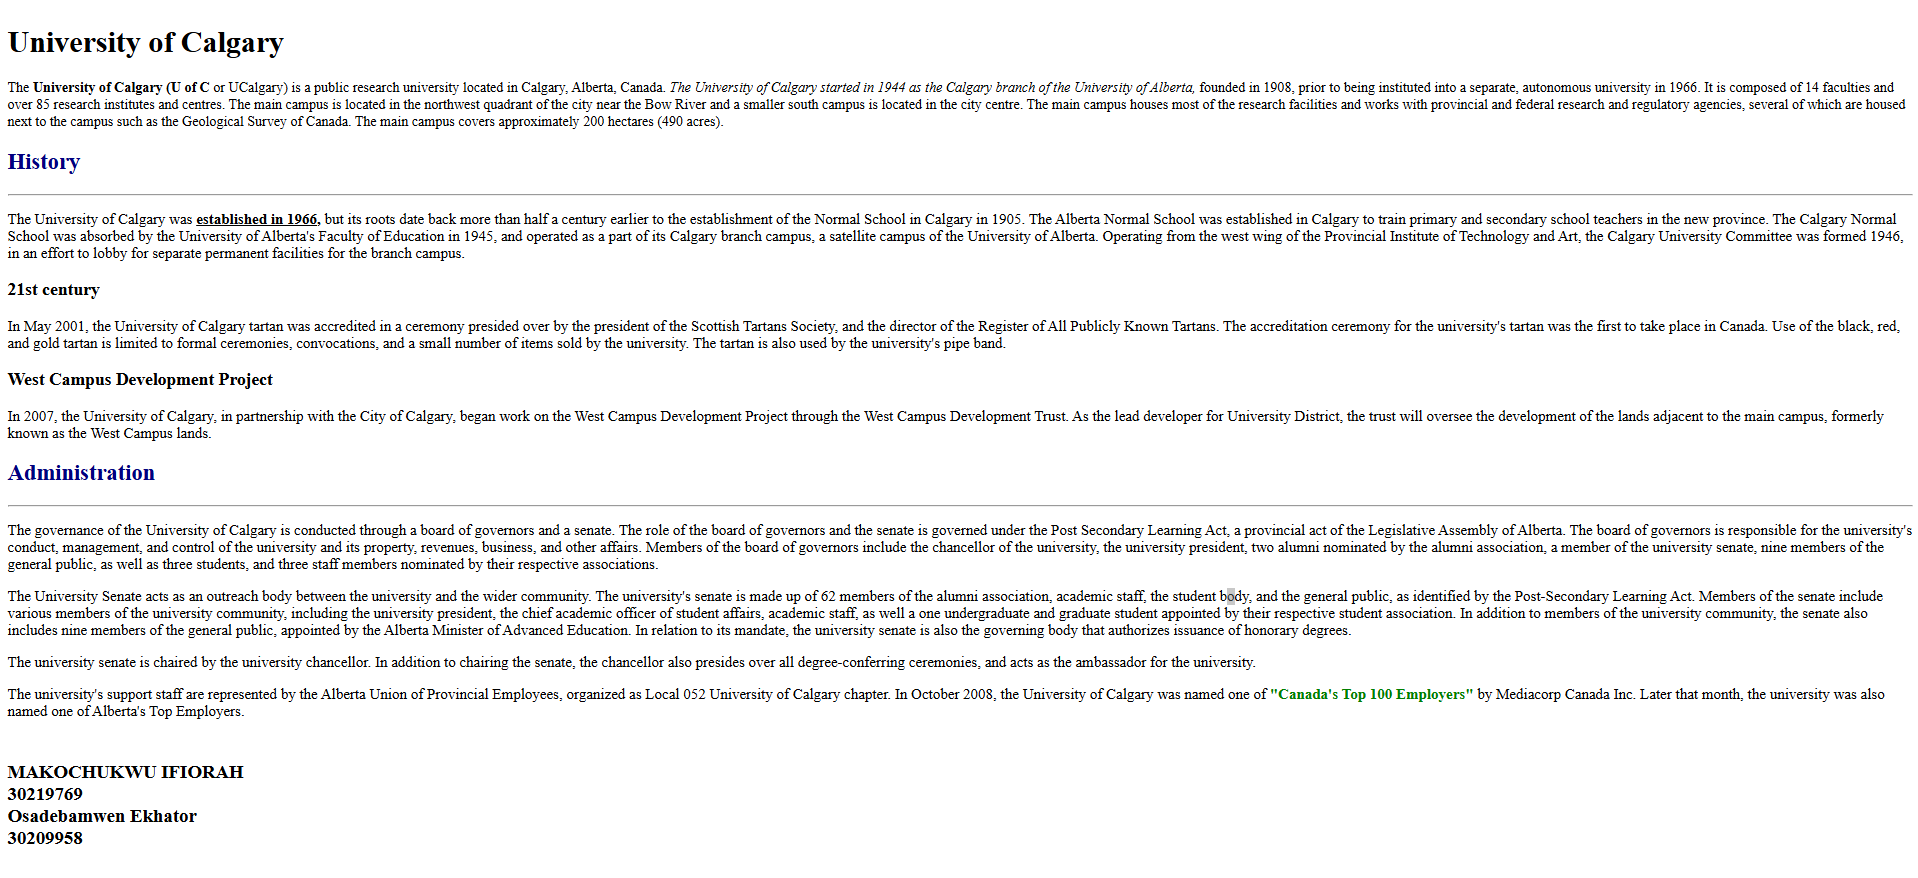 University of Calgary
The University of Calgary (U of C or UCalgary) is a public research university located in Calgary, Alberta, Canada. The University of Calgary started in 1944 as the Calgary branch of the University of Alberta, founded in 1908, prior to being instituted into a separate, autonomous university in 1966. It is composed of 14 faculties and
over 85 research institutes and centres. The main campus is located in the northwest quadrant of the city near the Bow River and a smaller south campus is located in the city centre. The main campus houses most of the research facilities and works with provincial and federal research and regulatory agencies, several of which are housed
next to the campus such as the Geological Survey of Canada. The main campus covers approximately 200 hectares (490 acres).
History
The University of Calgary was established in 1966, but its roots date back more than half a century earlier to the establishment of the Normal School in Calgary in 1905. The Alberta Normal School was established in Calgary to train primary and secondary school teachers in the new province. The Calgary Normal
School was absorbed by the University of Alberta's Faculty of Education in 1945, and operated as a part of its Calgary branch campus, a satellite campus of the University of Alberta. Operating from the west wing of the Provincial Institute of Technology and Art, the Calgary University Committee was formed 1946,
in an effort to lobby for separate permanent facilities for the branch campus.
21st century
In May 2001, the University of Calgary tartan was accredited in a ceremony presided over by the president of the Scottish Tartans Society, and the director of the Register of All Publicly Known Tartans. The accreditation ceremony for the university's tartan was the first to take place in Canada. Use of the black, red,
and gold tartan is limited to formal ceremonies, convocations, and a small number of items sold by the university. The tartan is also used by the university's pipe band.
West Campus Development Project
In 2007, the University of Calgary, in partnership with the City of Calgary, began work on the West Campus Development Project through the West Campus Development Trust. As the lead developer for University District, the trust will oversee the development of the lands adjacent to the main campus, formerly
known as the West Campus lands.
Administration
The governance of the University of Calgary is conducted through a board of governors and a senate. The role of the board of governors and the senate is governed under the Post Secondary Learning Act, a provincial act of the Legislative Assembly of Alberta. The board of governors is responsible for the university's
conduct, management, and control of the university and its property, revenues, business, and other affairs. Members of the board of governors include the chancellor of the university, the university president, two alumni nominated by the alumni association, a member of the university senate, nine members of the
general public, as well as three students, and three staff members nominated by their respective associations.
The University Senate acts as an outreach body between the university and the wider community. The university's senate is made up of 62 members of the alumni association, academic staff, the student body, and the general public, as identified by the Post-Secondary Learning Act. Members of the senate include
various members of the university community, including the university president, the chief academic officer of student affairs, academic staff, as well a one undergraduate and graduate student appointed by their respective student association. In addition to members of the university community, the senate also
includes nine members of the general public, appointed by the Alberta Minister of Advanced Education. In relation to its mandate, the university senate is also the governing body that authorizes issuance of honorary degrees.
The university senate is chaired by the university chancellor. In addition to chairing the senate, the chancellor also presides over all degree-conferring ceremonies, and acts as the ambassador for the university.
The university's support staff are represented by the Alberta Union of Provincial Employees, organized as Local 052 University of Calgary chapter. In October 2008, the University of Calgary was named one of "Canada's Top 100 Employers" by Mediacorp Canada Inc. Later that month, the university was also
named one of Alberta's Top Employers.
MAKOCHUKWU IFIORAH
30219769
Osadebamwen Ekhator
30209958